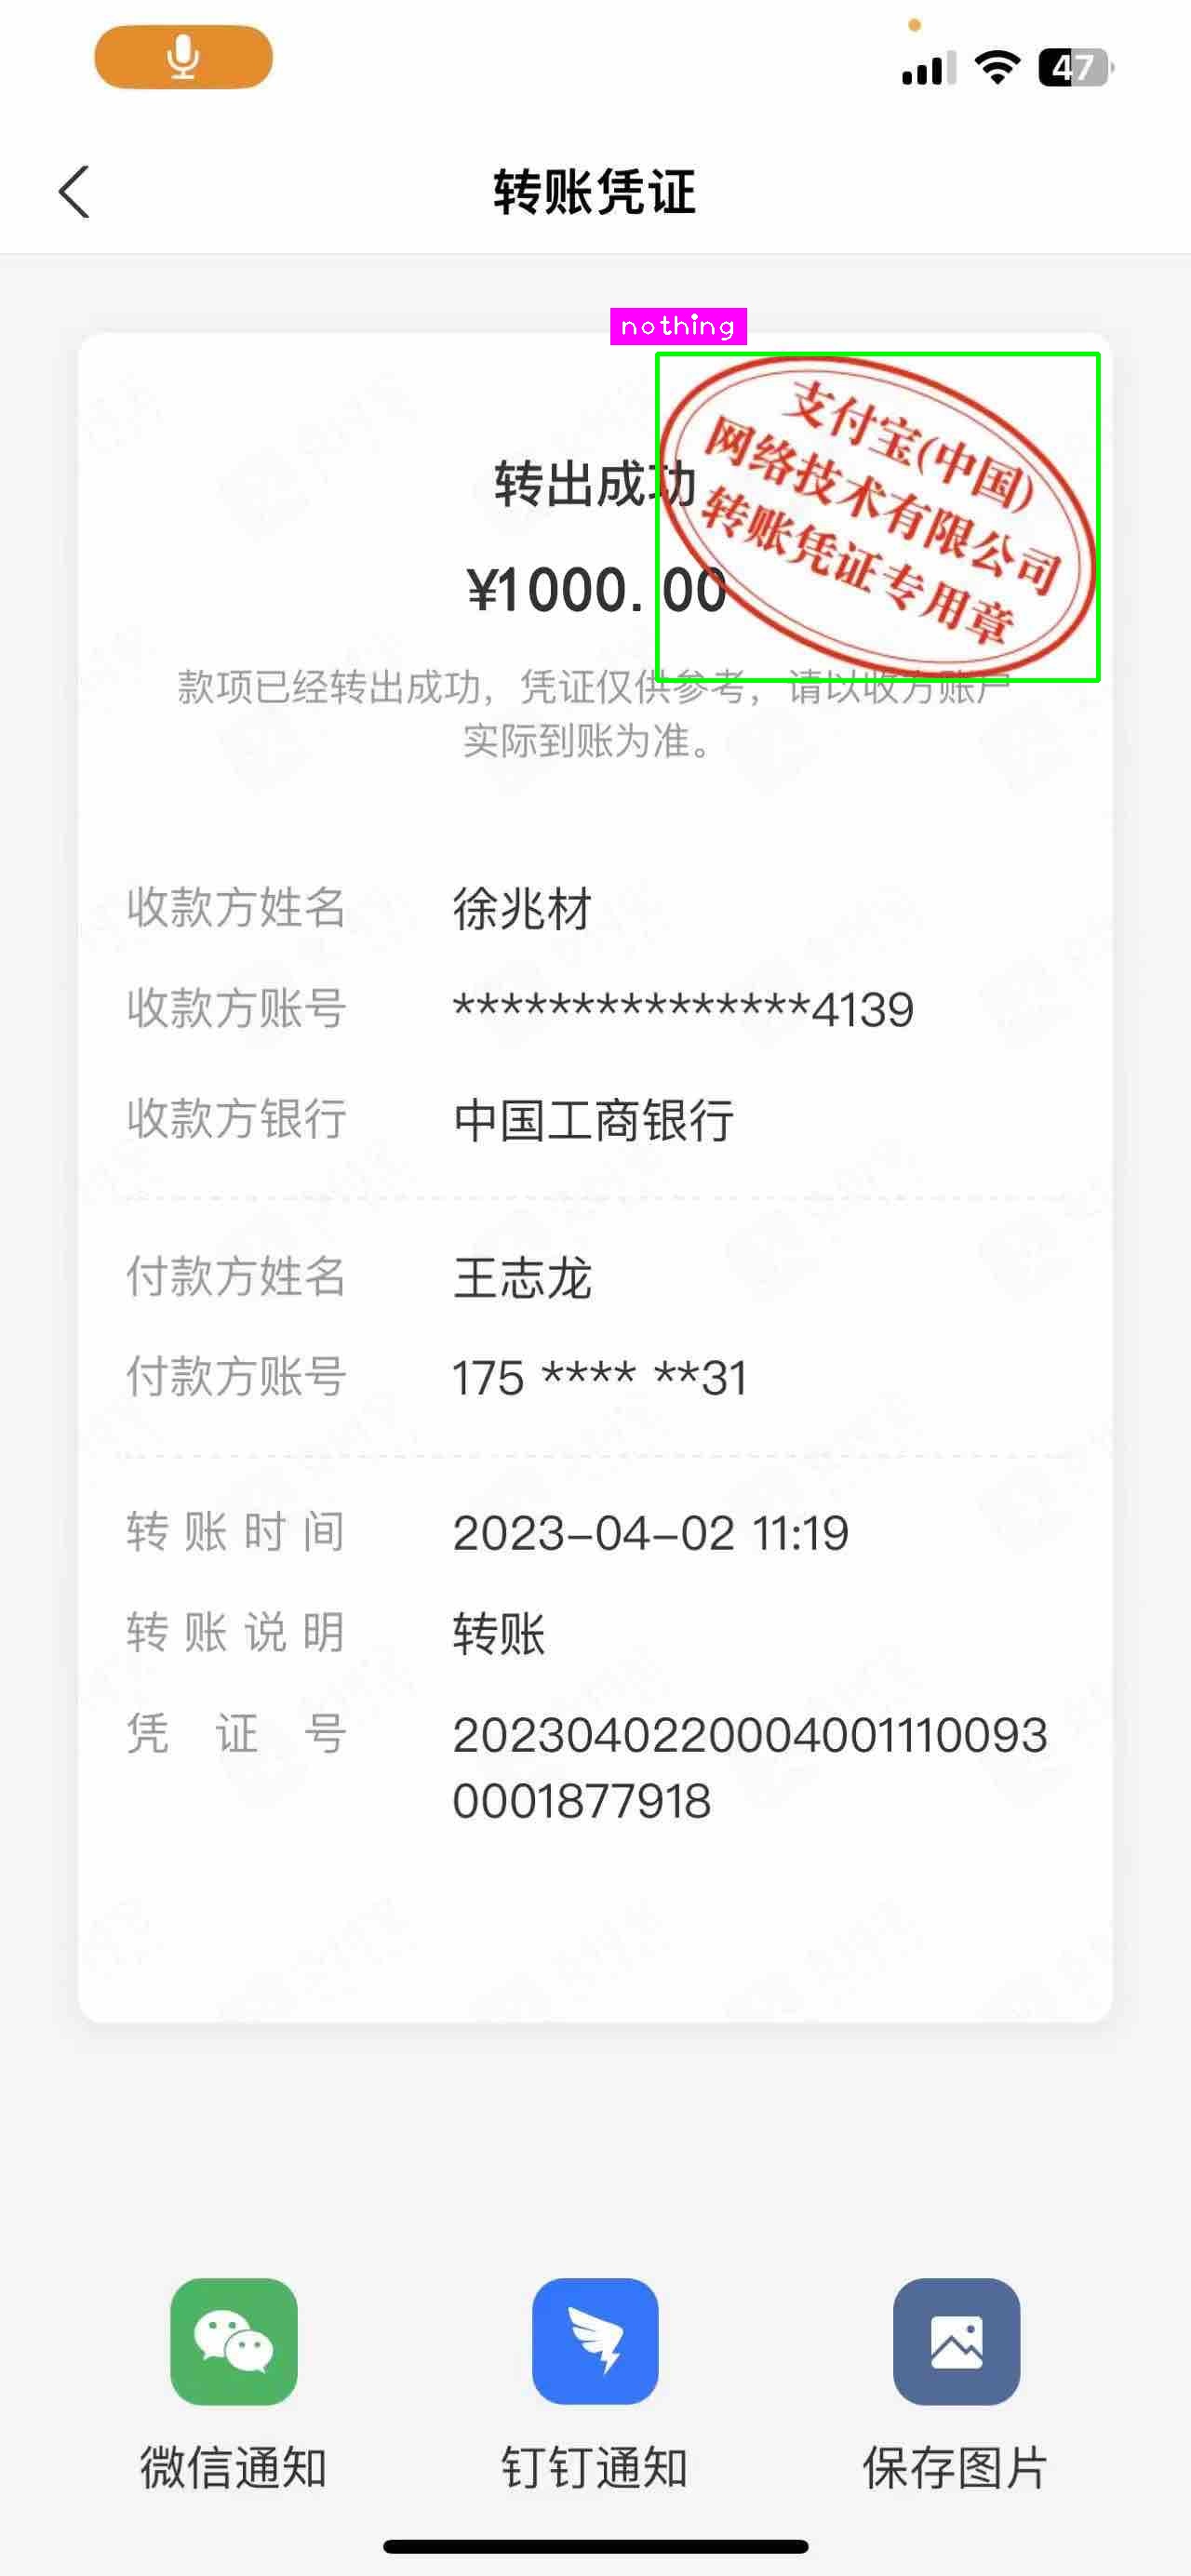 47
转账凭证
nothing
支付宝(中国)
网络技术有限公司
转账凭证专用章
转出成功
¥1000.00
款项已经转出成功，凭证仅供参考，请以收方账户
实际到账为准。
收款方姓名 徐兆材
收款方账号 ***************4139
收款方银行 中国工商银行
付款方姓名 王志龙
付款方账号 175 **** **31
转账时间 2023-04-02 11:19
转账说明 转账
凭证号 2023040220004001110093
0001877918
微信通知 钉钉通知 保存图片